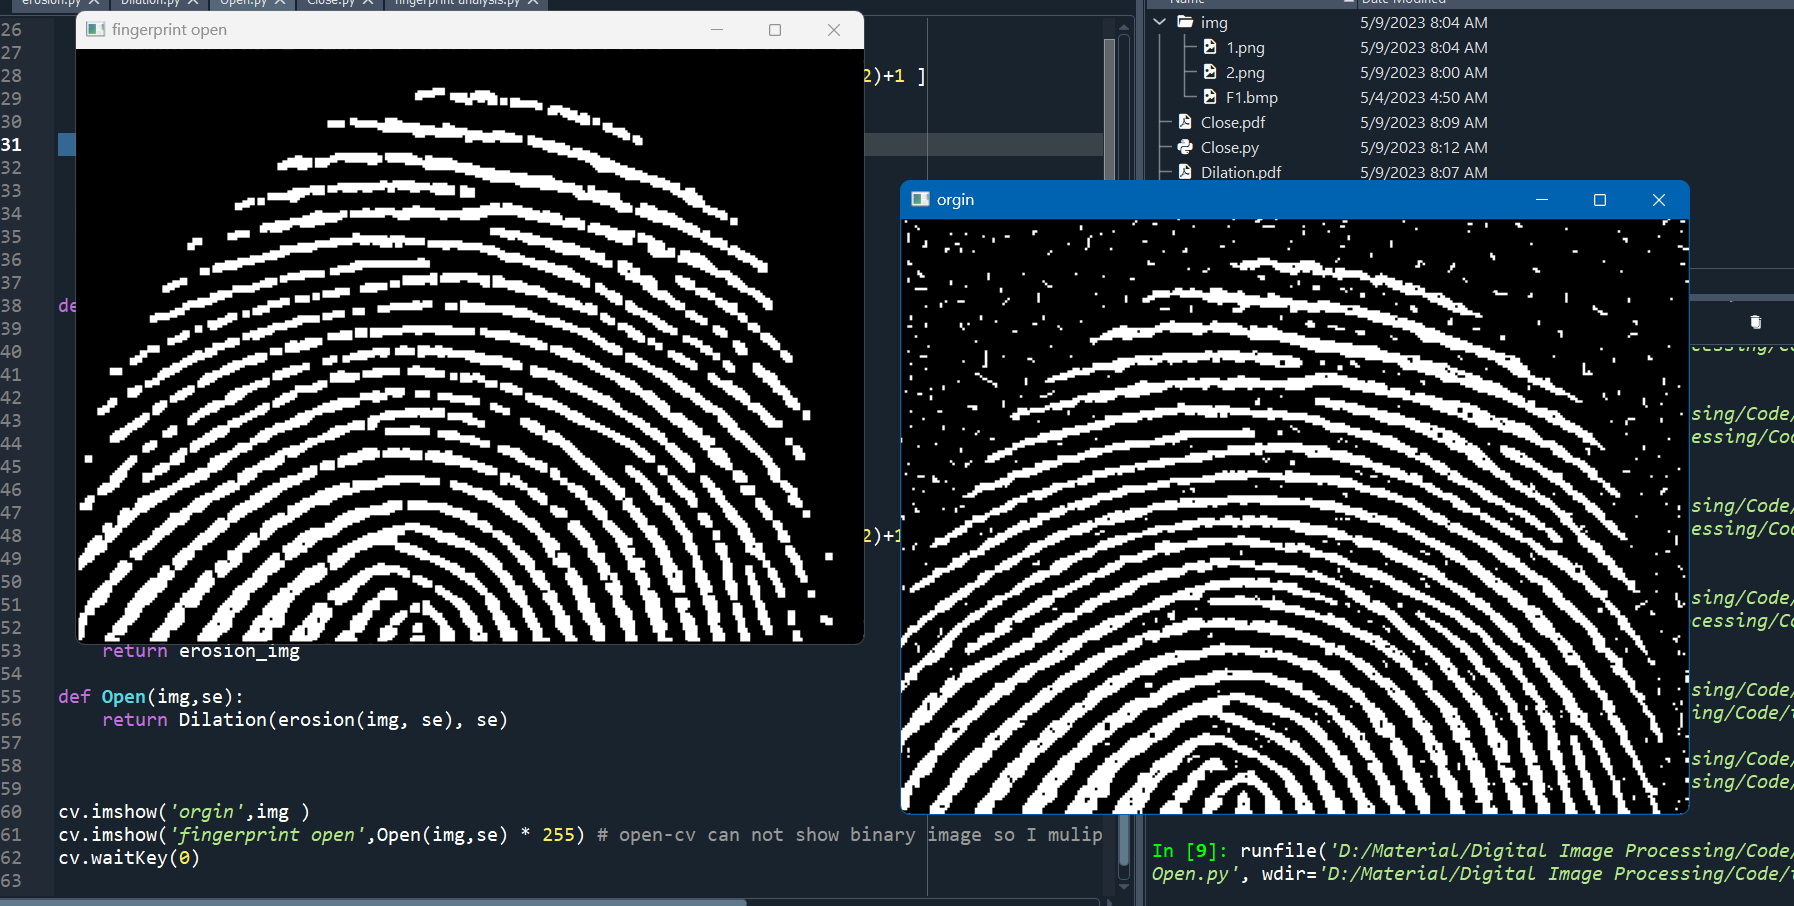 erosion.py
Dilation.py
Open.py
Close.py
fingerprint analysis.py
26
27
28 2)+1 ]
29
30
31
32
33
34
35
36
37
38 de
39
40
41
42
43
44
45
46
47
48 2)+1
49
50
51
52
53 return erosion_img
54
55 def Open(img,se):
56 return Dilation(erosion(img, se), se)
57
58
59
60 cv.imshow('orgin',img )
61 cv.imshow('fingerprint open',Open(img,se) * 255) # open-cv can not show binary image so I mulip
62 cv.waitKey(0)
63
fingerprint open
Name Date Modified
img 5/9/2023 8:04 AM
1.png 5/9/2023 8:04 AM
2.png 5/9/2023 8:00 AM
F1.bmp 5/4/2023 4:50 AM
Close.pdf 5/9/2023 8:09 AM
Close.py 5/9/2023 8:12 AM
Dilation.pdf 5/9/2023 8:07 AM
orgin
cessing/Co
sing/Code/
essing/Coo
sing/Code/
essing/Co
sing/Code/
cessing/Co
sing/Code/
ing/Code/
sing/Code/
sing/Code/
In [9]: runfile('D:/Material/Digital Image Processing/Code/
Open.py', wdir='D:/Material/Digital Image Processing/Code/